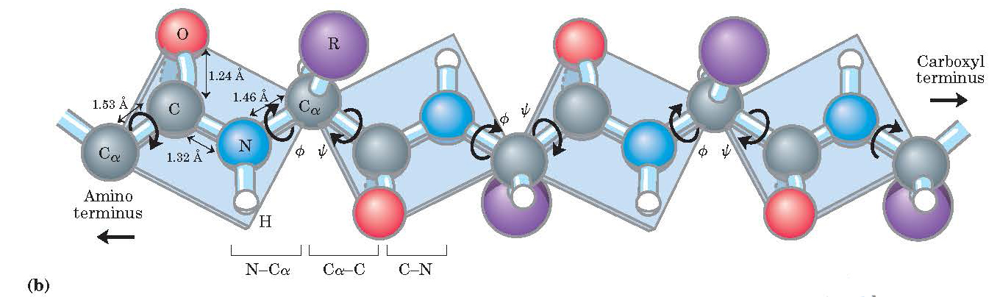 O
R
1.24 Å
Carboxyl
terminus
1.53 Å
C
1.46 Å
Cα
ϕ
ψ
Cα
1.32 Å
N
ϕ
ψ
ϕ
ψ
Amino
terminus
H
N–Cα
Cα–C
C–N
(b)